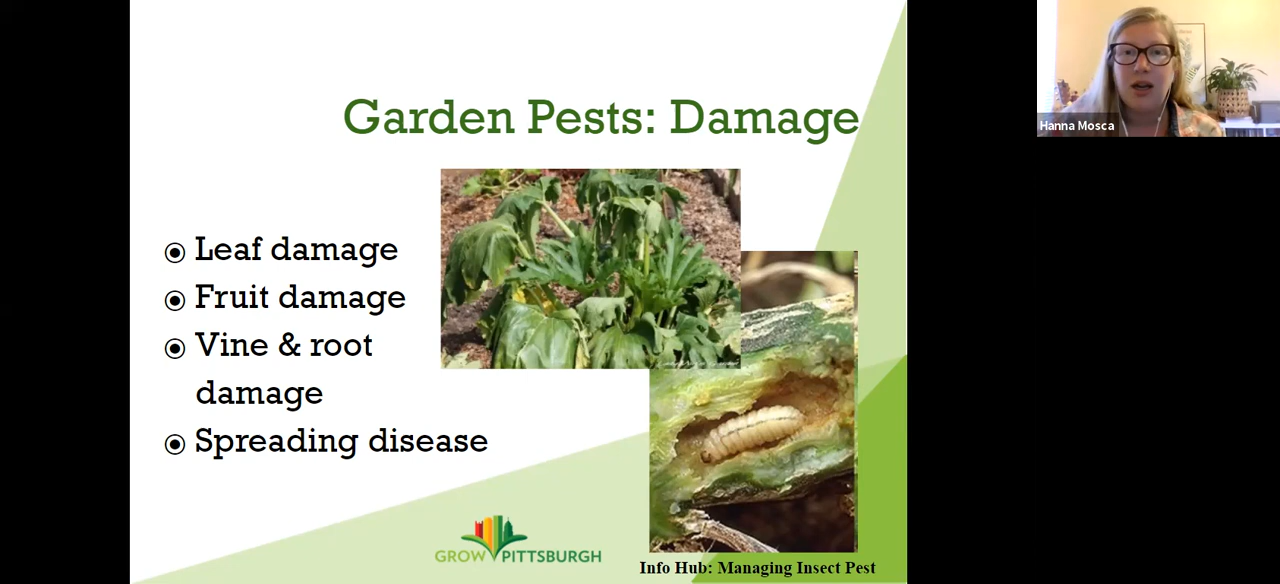 Garden Pests: Damage
Leaf damage
Fruit damage
Vine & root
damage
Spreading disease
GROW PITTSBURGH
Info Hub: Managing Insect Pest
Hanna Mosca